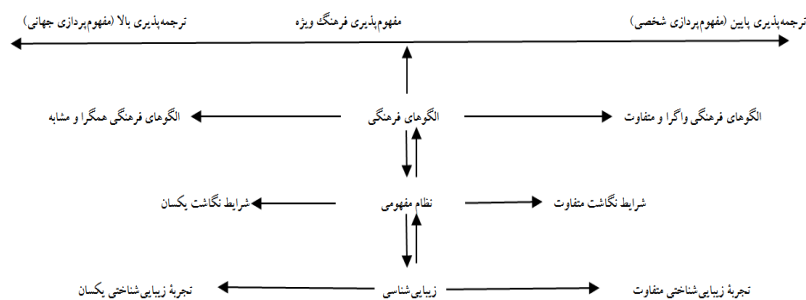 ترجمه‌پذیری پایین (مفهوم‌پردازی شخصی) مفهوم‌پذیری فرهنگ ویژه ترجمه‌پذیری بالا (مفهوم‌پردازی جهانی)
الگوهای فرهنگی واگرا و متفاوت الگوهای فرهنگی الگوهای فرهنگی همگرا و مشابه
شرایط نگاشت متفاوت نظام مفهومی شرایط نگاشت یکسان
تجربۀ زیبایی‌شناختی متفاوت زیبایی‌شناسی تجربۀ زیبایی‌شناختی یکسان